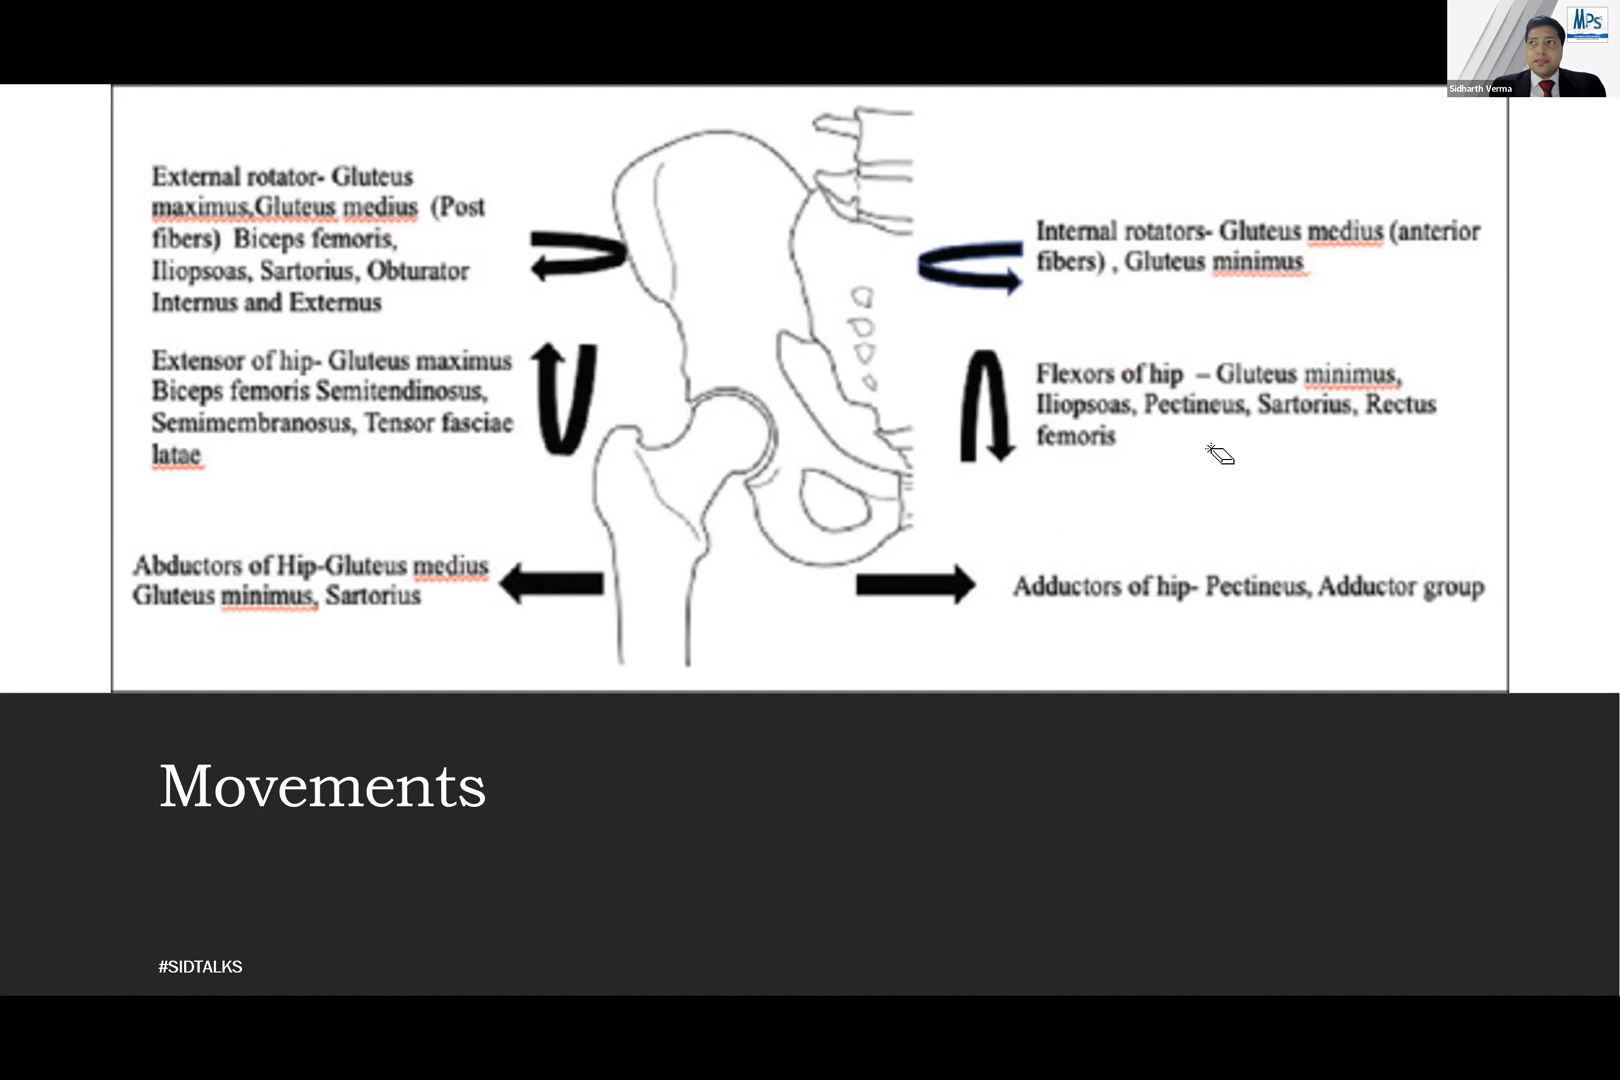 MPS
Sidharth Verma
External rotator- Gluteus
maximus,Gluteus medius (Post
fibers) Biceps femoris,
Iliopsoas, Sartorius, Obturator
Internus and Externus
Internal rotators- Gluteus medius (anterior
fibers) , Gluteus minimus
Extensor of hip- Gluteus maximus
Biceps femoris Semitendinosus,
Semimembranosus, Tensor fasciae
latae
Flexors of hip – Gluteus minimus,
Iliopsoas, Pectineus, Sartorius, Rectus
femoris
Abductors of Hip-Gluteus medius
Gluteus minimus, Sartorius
Adductors of hip- Pectineus, Adductor group
Movements
#SIDTALKS